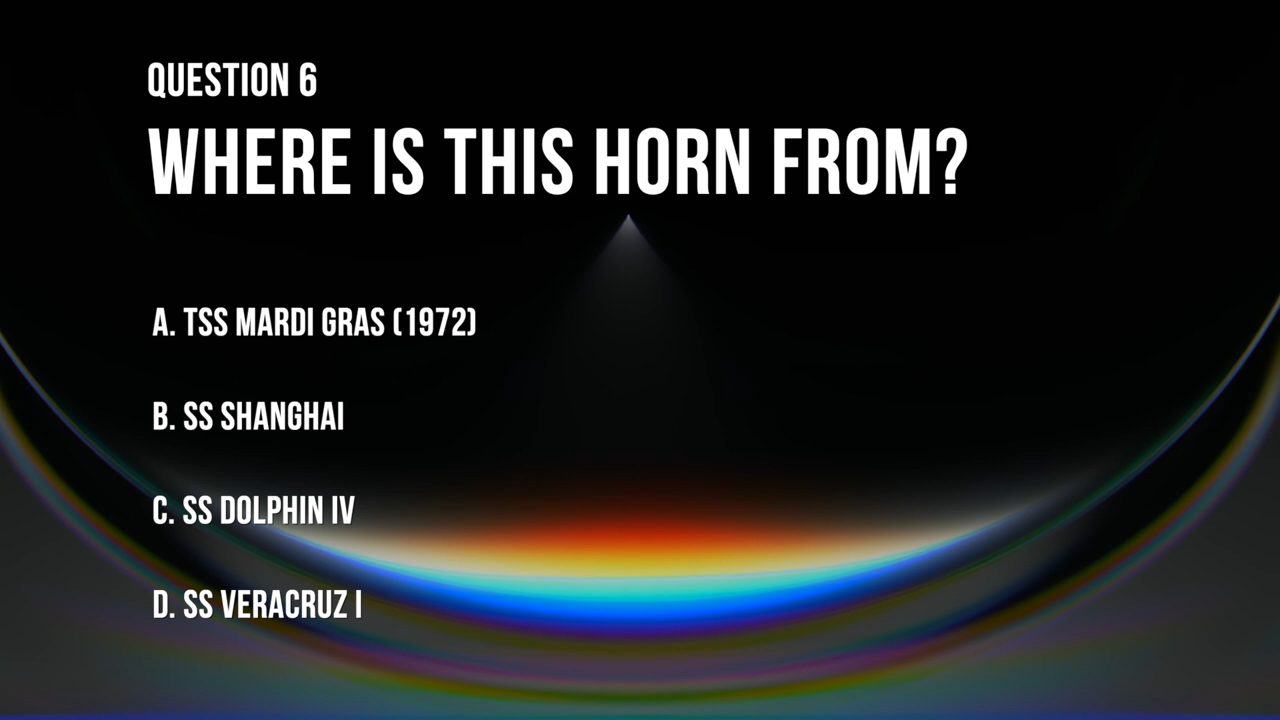 QUESTION 6
WHERE IS THIS HORN FROM?
A. TSS MARDI GRAS (1972)
B. SS SHANGHAI
C. SS DOLPHIN IV
D. SS VERACRUZ I